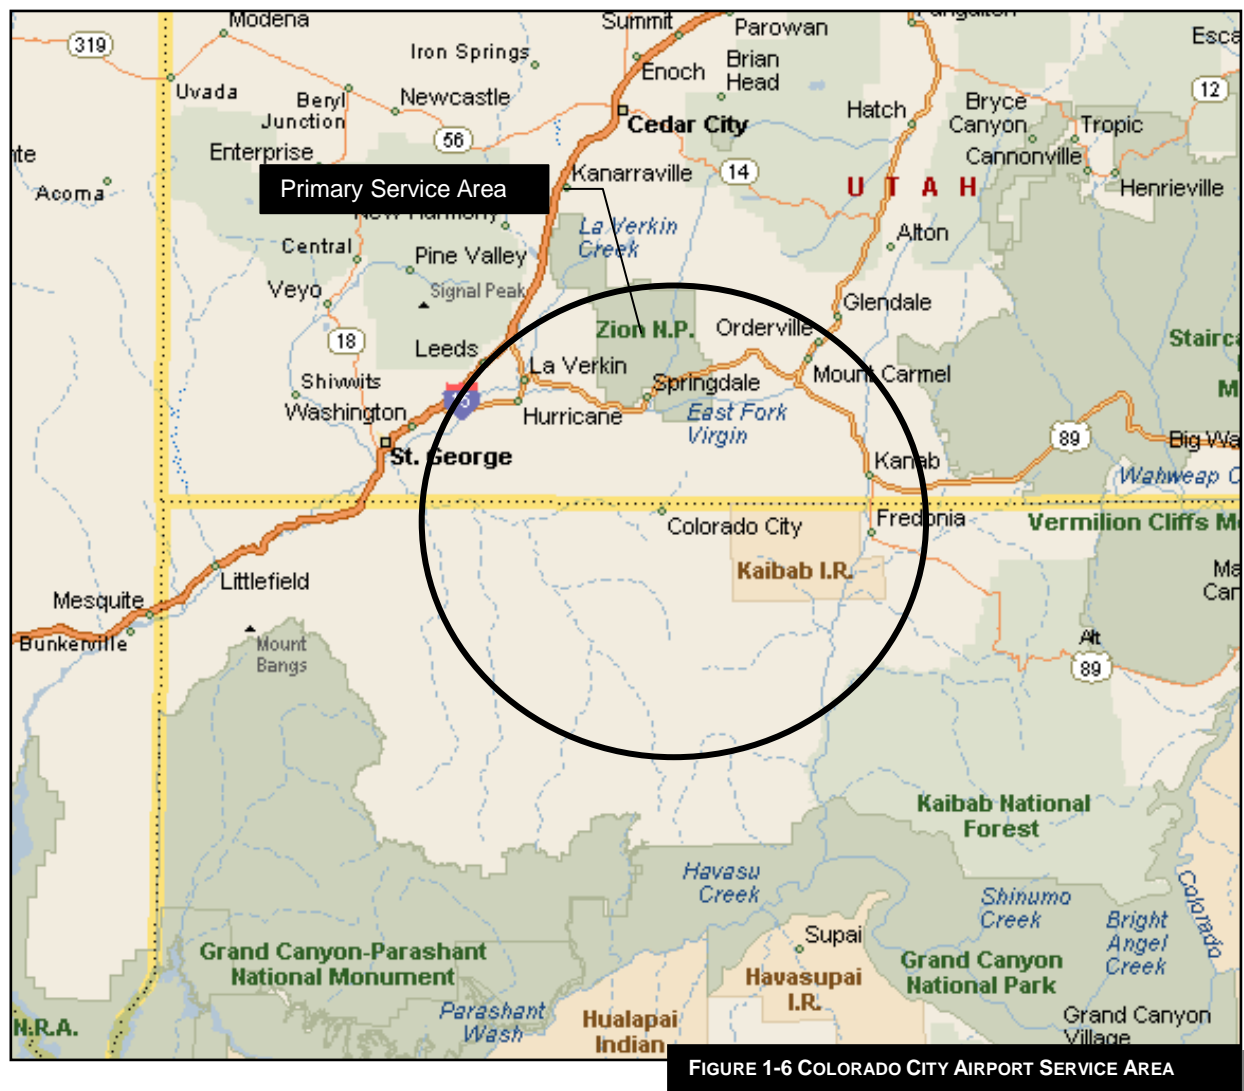 Modena
Summit
Parowan
319
Iron Springs
Brian
Head
Enoch
12
Uvada
Beryl
Junction
Newcastle
Hatch
Bryce
Canyon
Tropic
Cedar City
56
Enterprise
Cannonville
Acoma
Primary Service Area
Kanarraville
14
UTAH
Henrieville
La Verkin
Creek
Alton
Central
Pine Valley
Veyo
Signal Peak
Glendale
Zion N.P.
Orderville
18
Leeds
La Verkin
Shivwits
Springdale
Mount Carmel
Washington
15
Hurricane
East Fork
Virgin
89
St. George
Kanab
Colorado City
Fredonia
Kaibab I.R.
Littlefield
Mesquite
Bunkerville
Mount
Bangs
Alt
89
Kaibab National
Forest
Havasu
Creek
Shinumo
Creek
Bright
Angel
Creek
Colorado
Supai
Grand Canyon-Parashant
National Monument
Havasupai
I.R.
Grand Canyon
National Park
Parashant
Wash
Hualapai
Indian
N.R.A.
Grand Canyon
Village
FIGURE 1-6 COLORADO CITY AIRPORT SERVICE AREA